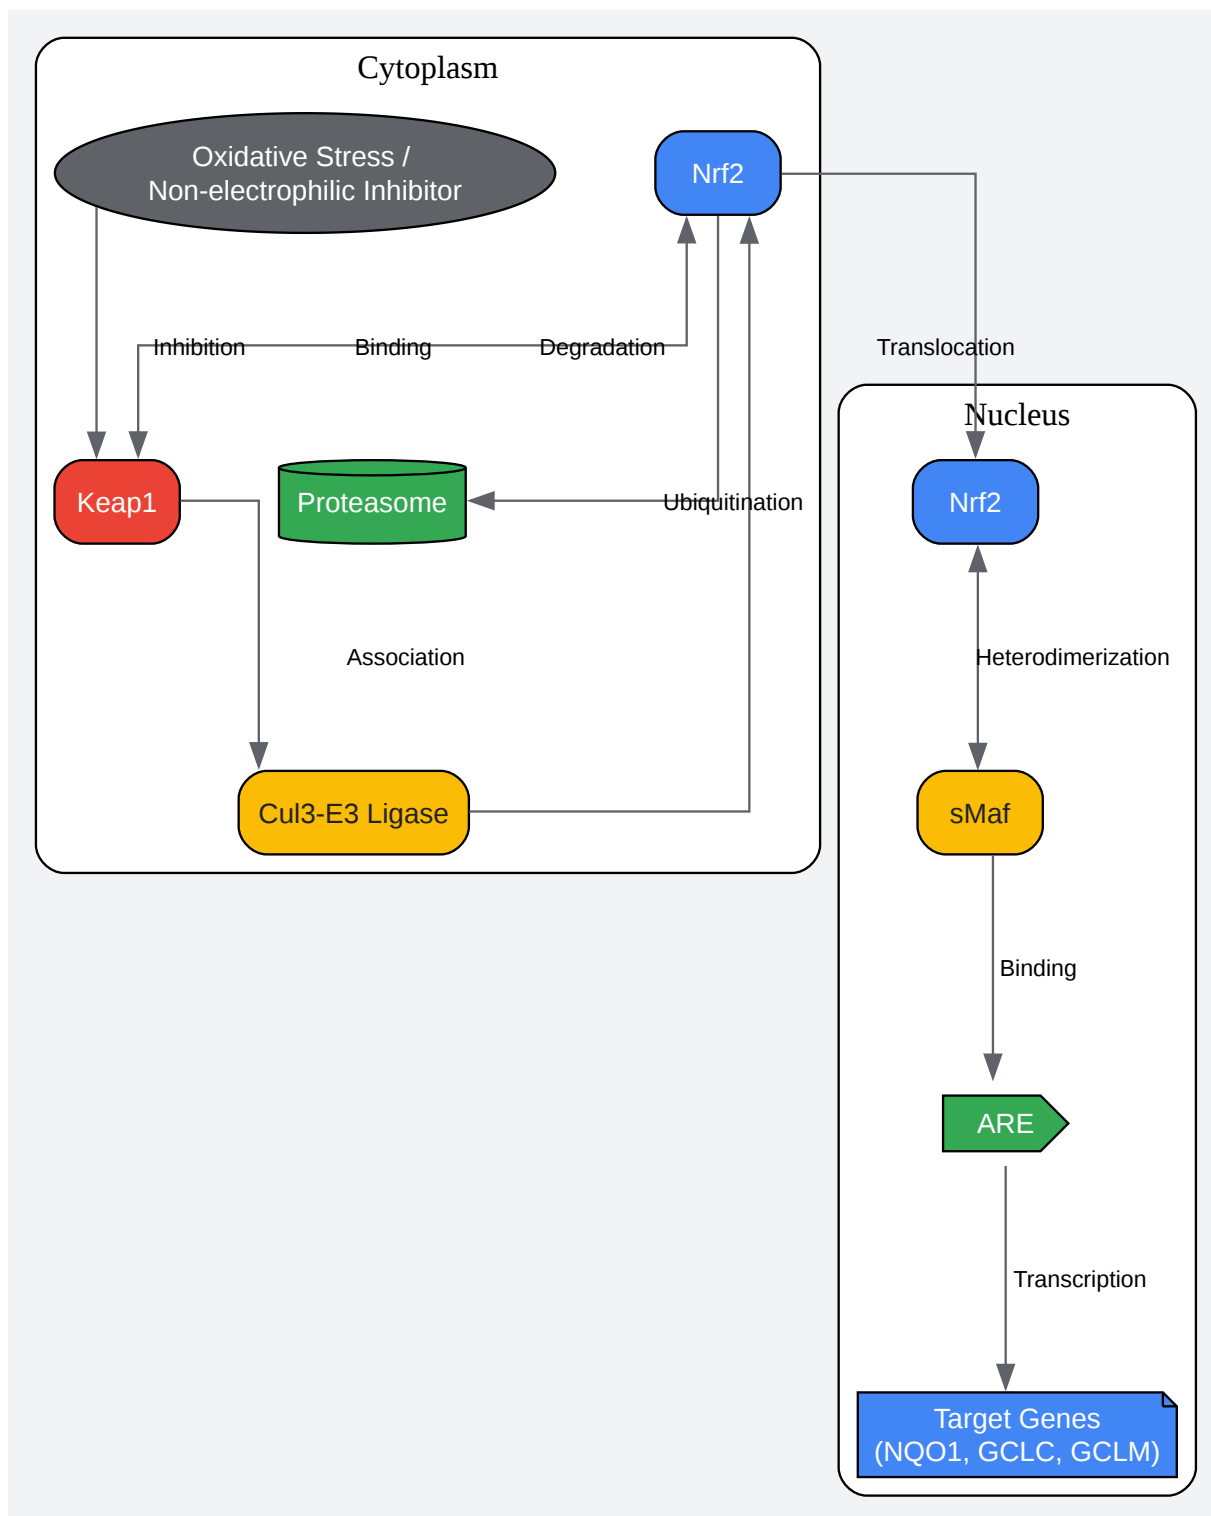 Cytoplasm
Oxidative Stress /
Non-electrophilic Inhibitor
Nrf2
Inhibition
Binding
Degradation
Translocation
Nucleus
Keap1
Proteasome
Ubiquitination
Nrf2
Association
Heterodimerization
Cul3-E3 Ligase
sMaf
Binding
ARE
Transcription
Target Genes
(NQO1, GCLC, GCLM)